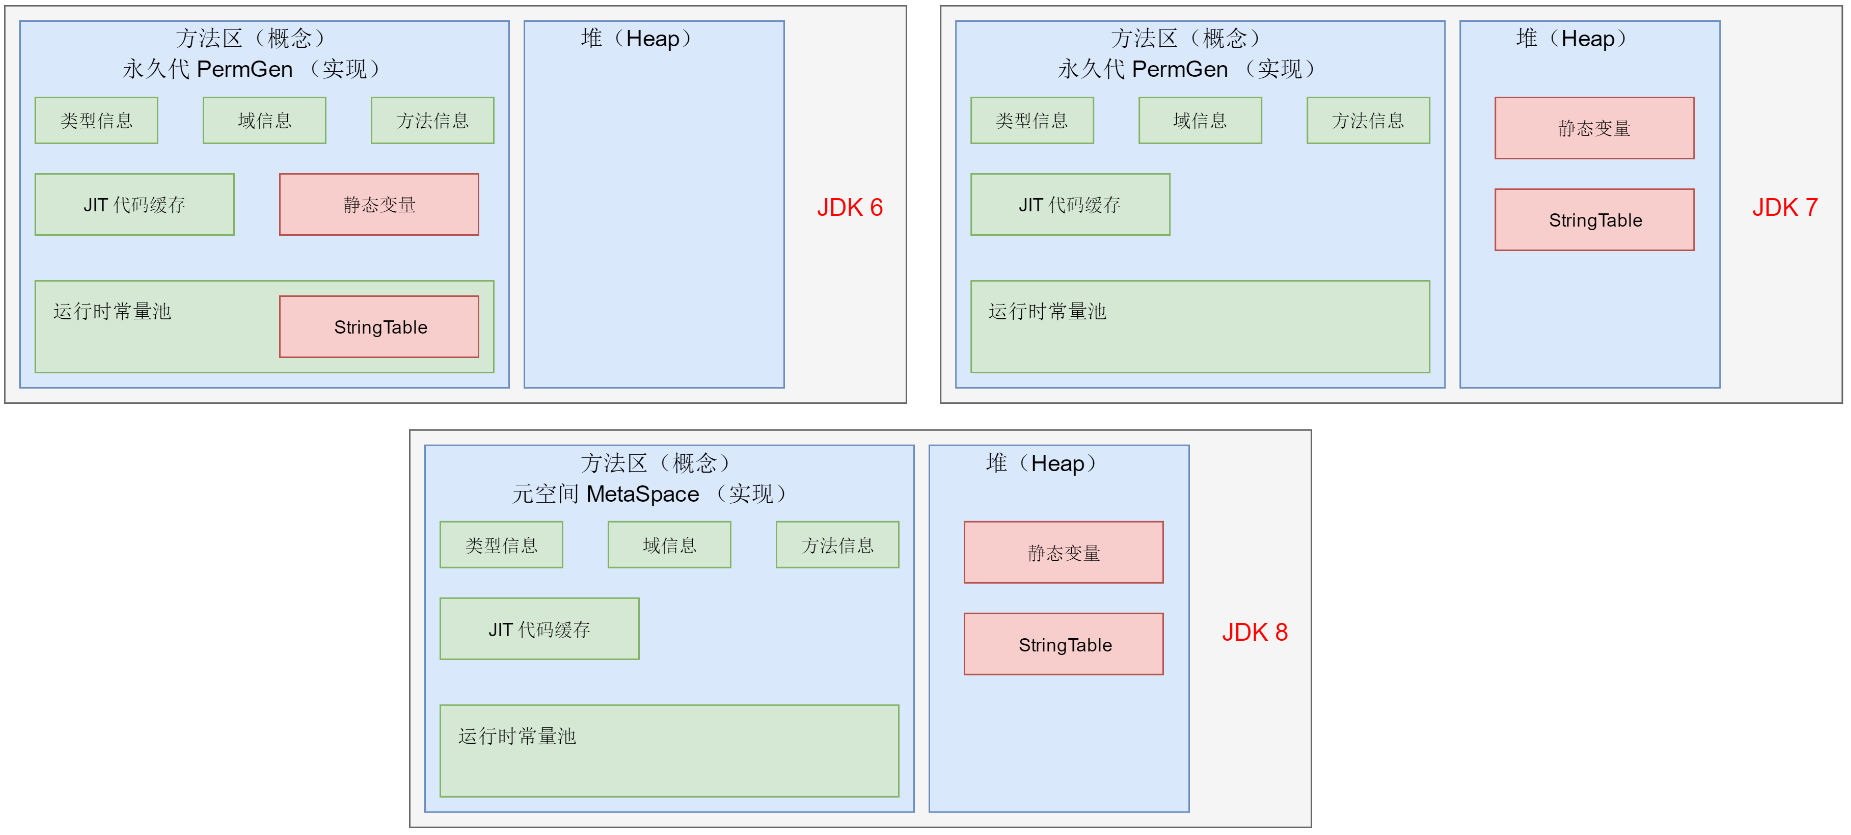 方法区（概念）
永久代 PermGen （实现）
类型信息
域信息
方法信息
JIT 代码缓存
静态变量
运行时常量池
StringTable
堆（Heap）
JDK 6
方法区（概念）
永久代 PermGen （实现）
类型信息
域信息
方法信息
JIT 代码缓存
运行时常量池
堆（Heap）
静态变量
StringTable
JDK 7
方法区（概念）
元空间 MetaSpace （实现）
类型信息
域信息
方法信息
JIT 代码缓存
运行时常量池
堆（Heap）
静态变量
StringTable
JDK 8